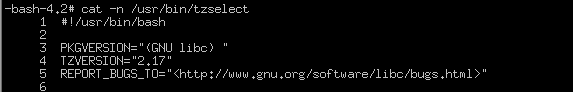 -bash-4.2# cat -n /usr/bin/tzselect
     1  #!/usr/bin/bash
     2
     3  PKGVERSION="(GNU libc) "
     4  TZVERSION="2.17"
     5  REPORT_BUGS_TO="<http://www.gnu.org/software/libc/bugs.html>"
     6